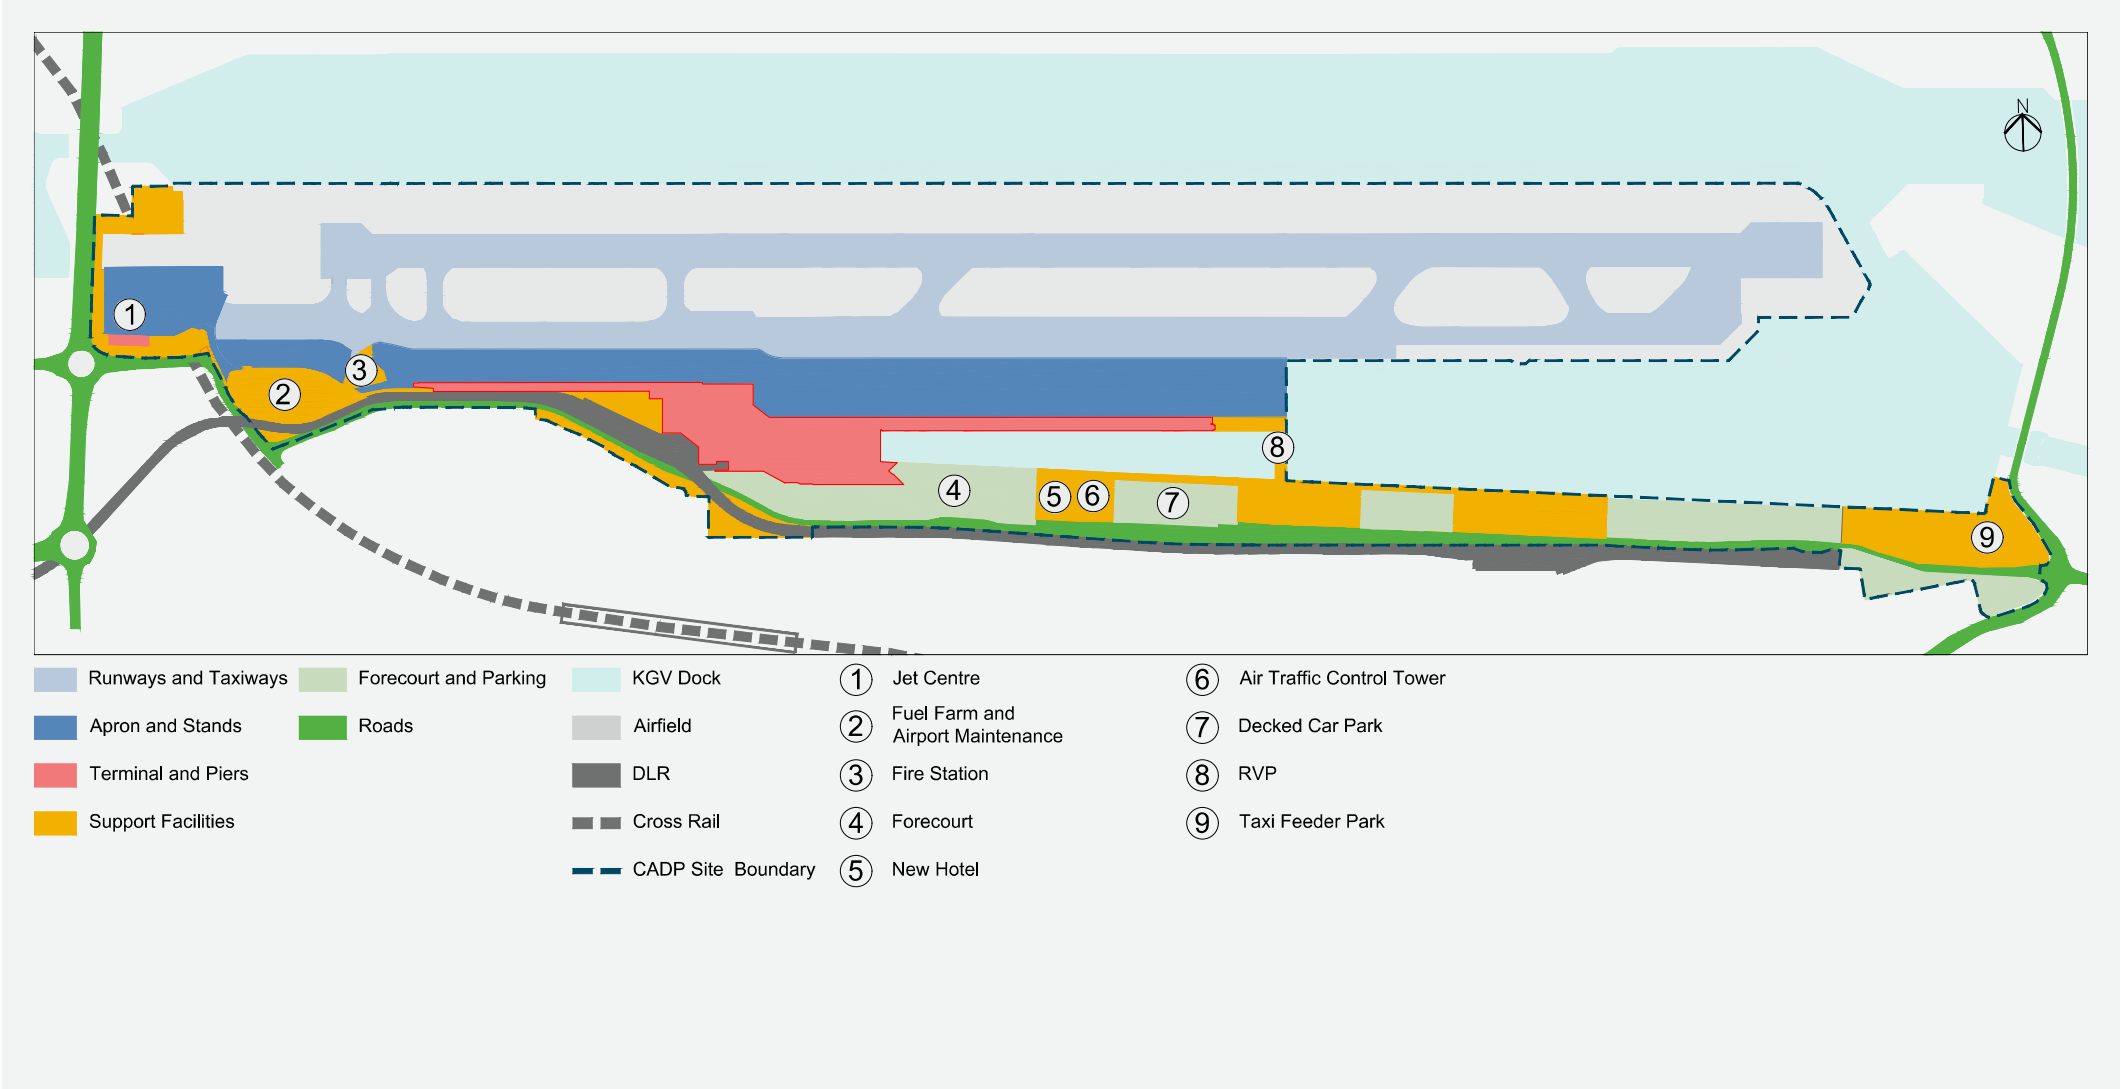 N
1
2
3
4
5
6
7
8
9
Runways and Taxiways
Apron and Stands
Terminal and Piers
Support Facilities
Forecourt and Parking
Roads
KGV Dock
Airfield
DLR
Cross Rail
CADP Site Boundary
1 Jet Centre
2 Fuel Farm and
Airport Maintenance
3 Fire Station
4 Forecourt
5 New Hotel
6 Air Traffic Control Tower
7 Decked Car Park
8 RVP
9 Taxi Feeder Park